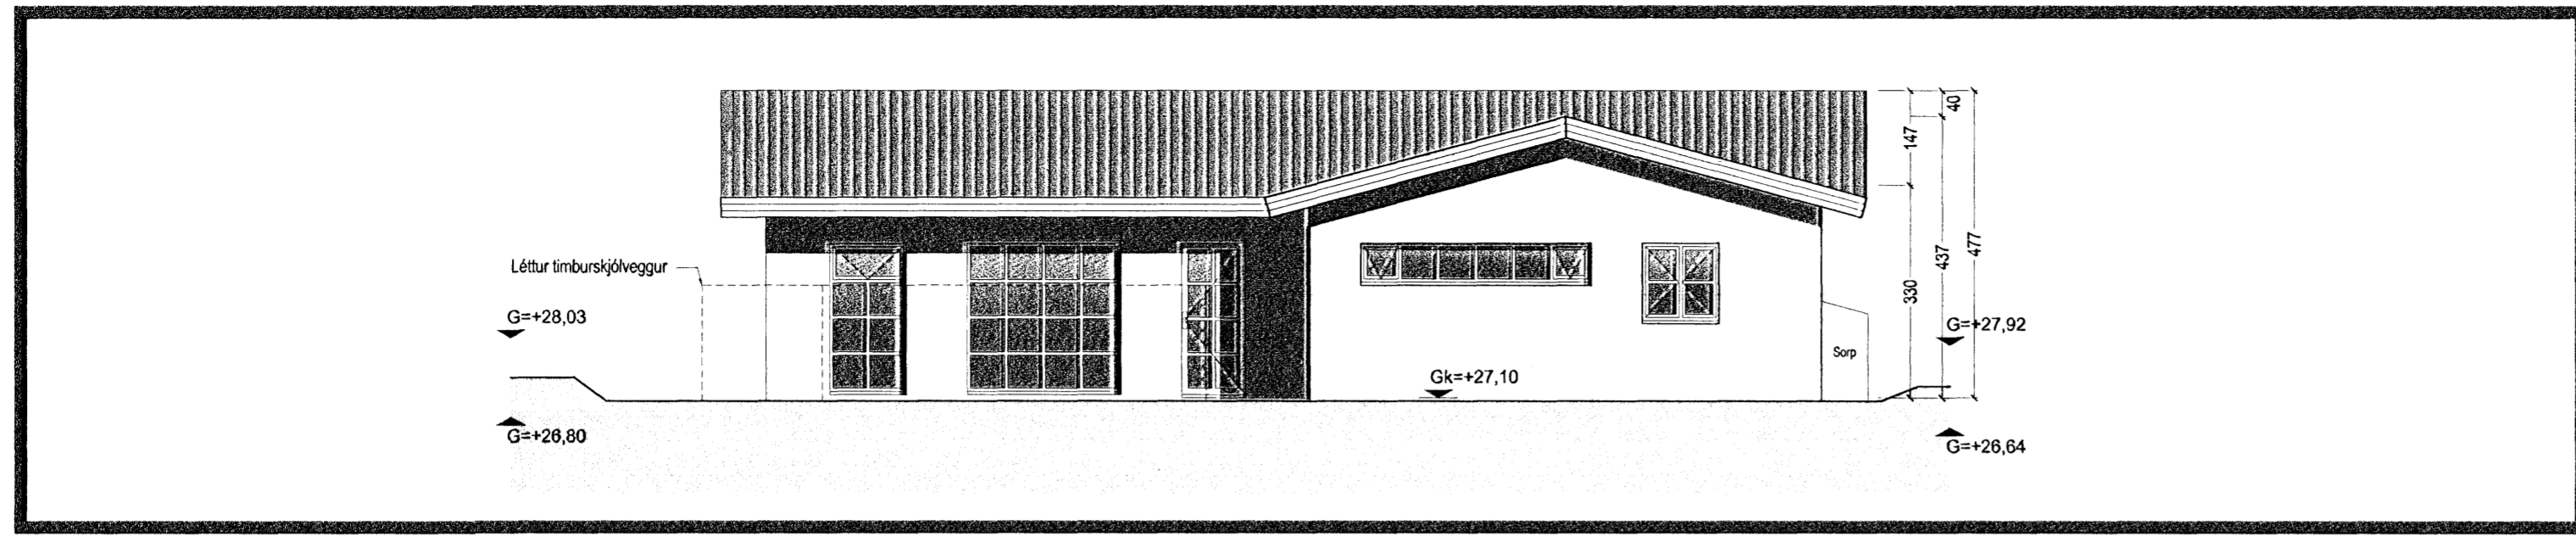 40
147
Léttur timburskjólveggur
437
477
330
G=+28,03
G=+27,92
Sorp
Gk=+27,10
G=+26,80
G=+26,64